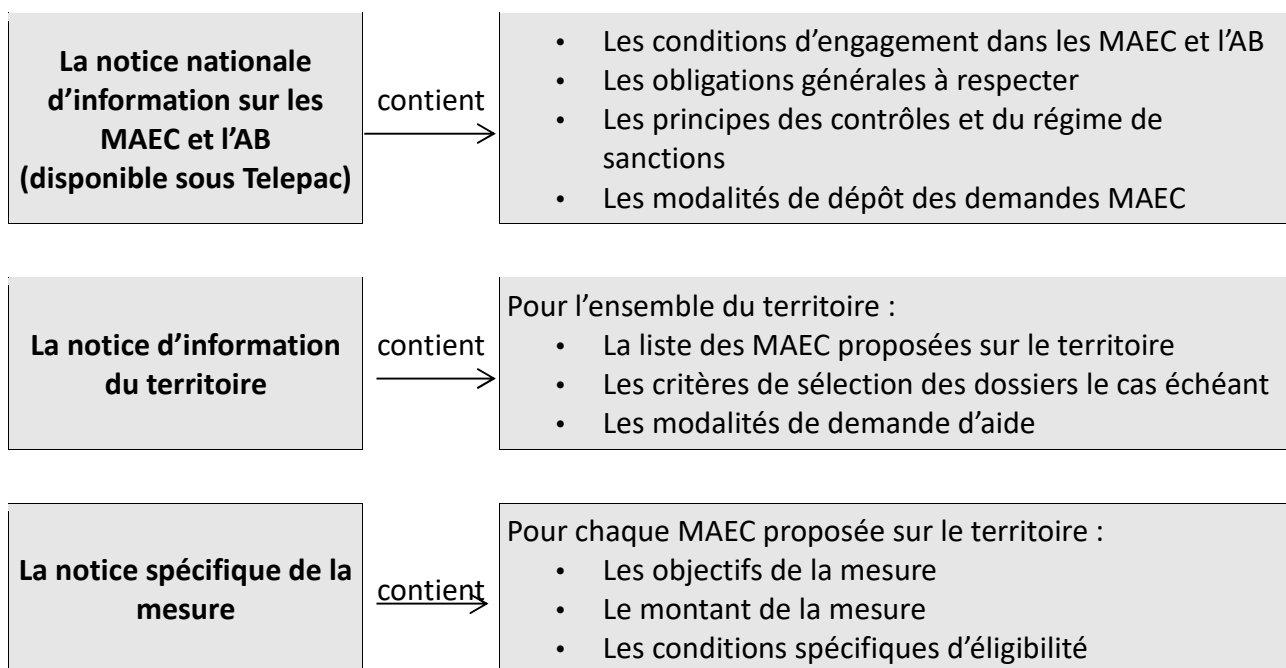 La notice nationale
d’information sur les
MAEC et l’AB
(disponible sous Telepac)
contient
• Les conditions d’engagement dans les MAEC et l’AB
• Les obligations générales à respecter
• Les principes des contrôles et du régime de
sanctions
• Les modalités de dépôt des demandes MAEC
La notice d’information
du territoire
contient
Pour l’ensemble du territoire :
• La liste des MAEC proposées sur le territoire
• Les critères de sélection des dossiers le cas échéant
• Les modalités de demande d’aide
La notice spécifique de la
mesure
contient
Pour chaque MAEC proposée sur le territoire :
• Les objectifs de la mesure
• Le montant de la mesure
• Les conditions spécifiques d’éligibilité